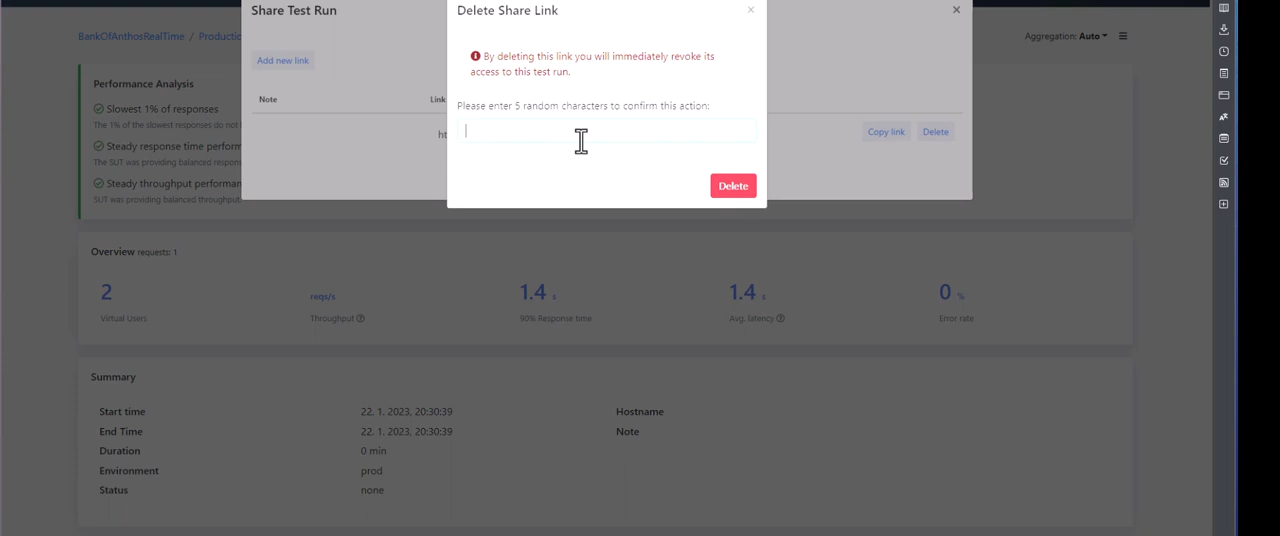 Share Test Run
×
Delete Share Link
×
BankOfAnthosRealTime / Productio
Aggregation: Auto
Add new link
By deleting this link you will immediately revoke its
access to this test run.
Note
Link
Please enter 5 random characters to confirm this action:
ht
Copy link
Delete
Delete
Performance Analysis
Slowest 1% of responses
The 1% of the slowest responses do not
Steady response time perform
The SUT was providing balanced respons
Steady throughput performan
SUT was providing balanced throughput
Overview requests: 1
2
reqs/s
1.4 s
1.4 s
0 %
Virtual Users
Throughput
90% Response time
Avg. latency
Error rate
Summary
Start time 22. 1. 2023, 20:30:39 Hostname
End Time 22. 1. 2023, 20:30:39 Note
Duration 0 min
Environment prod
Status none